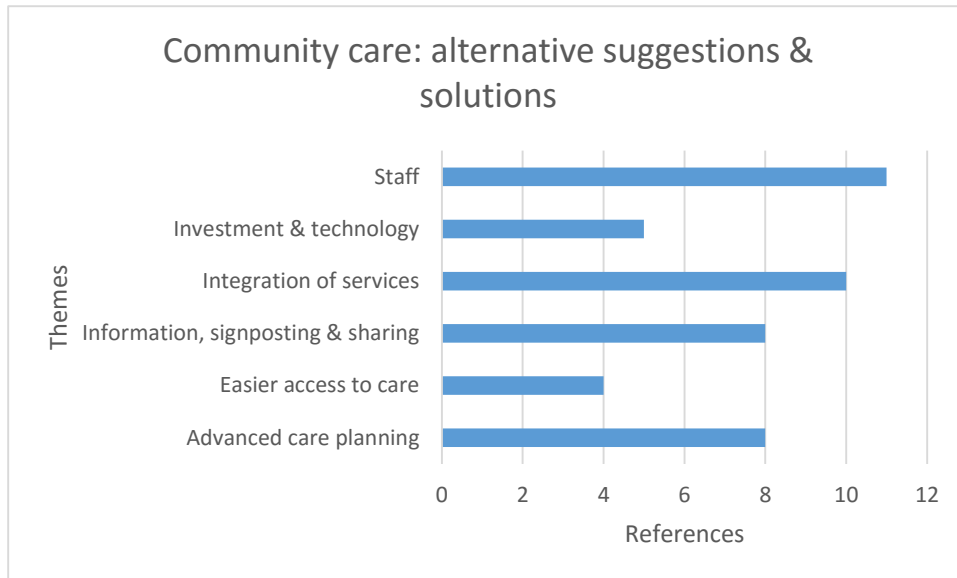 Community care: alternative suggestions &
solutions
Themes
Staff
Investment & technology
Integration of services
Information, signposting & sharing
Easier access to care
Advanced care planning
0 2 4 6 8 10 12
References